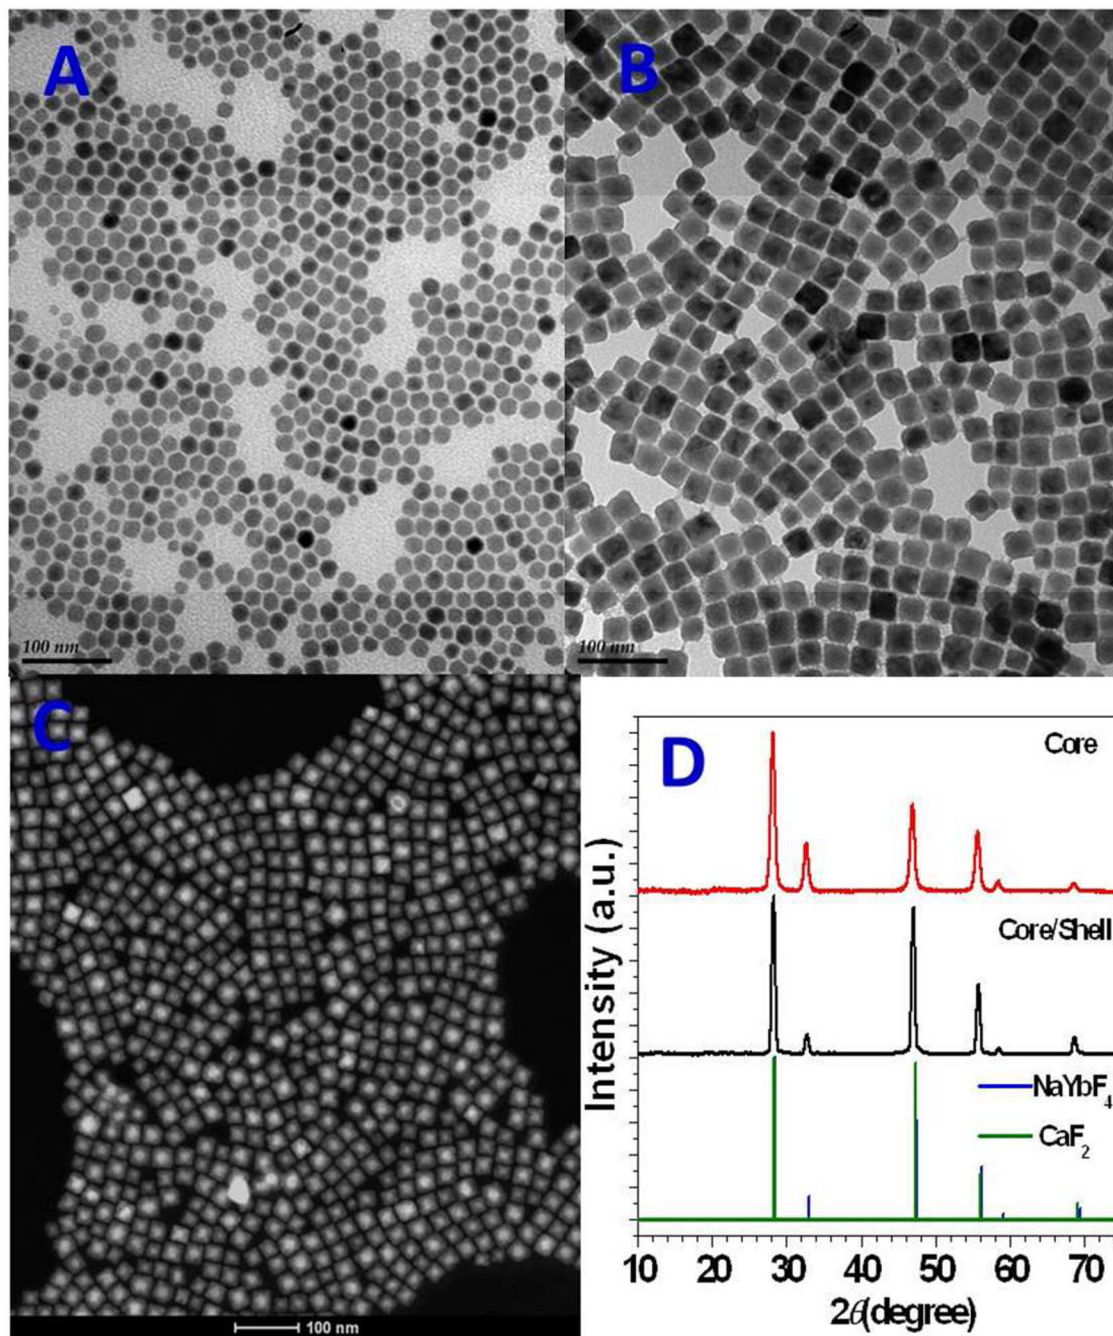 A
B
100 nm
100 nm
C
100 nm
D
Core
Core/Shell
NaYbF₄
CaF₂
Intensity (a.u.)
10 20 30 40 50 60 70
2θ(degree)